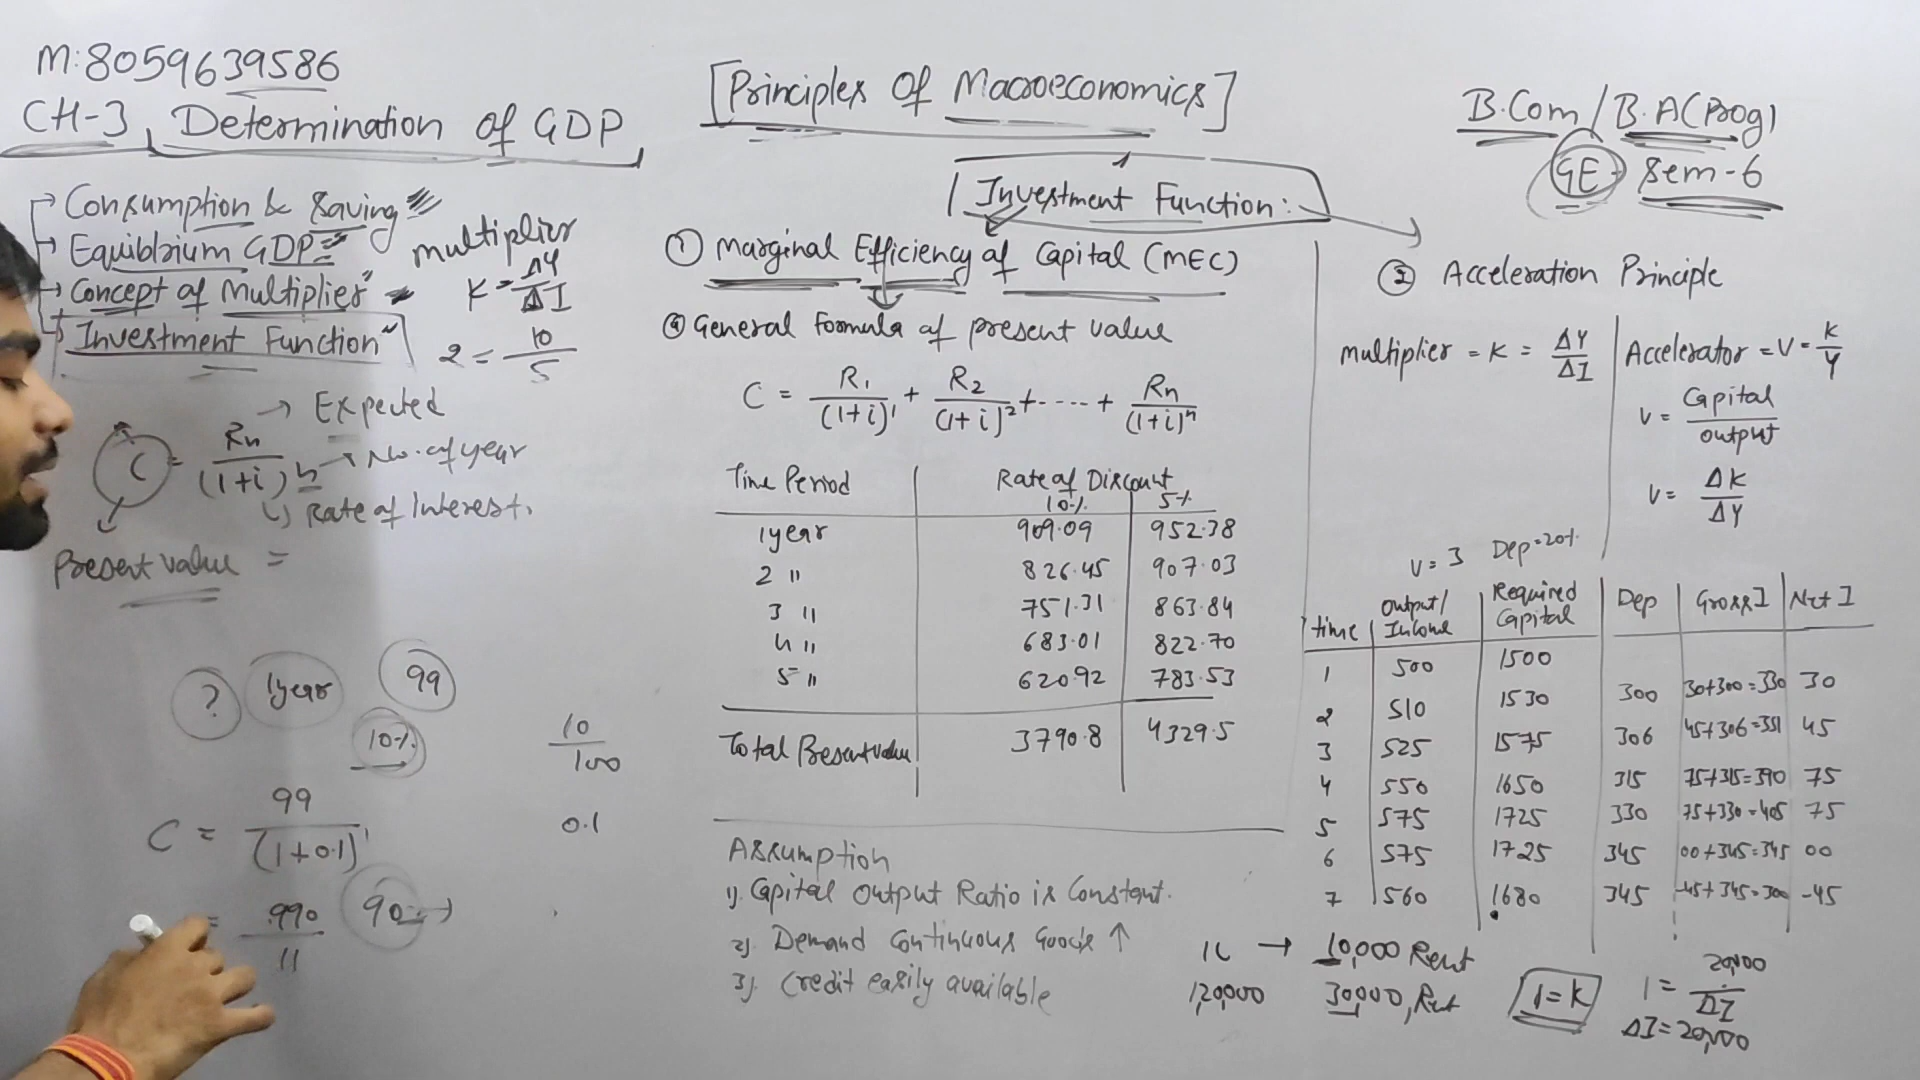 M:8059639586
CH-3, Determination of GDP
Consumption & saving
Equiblrium GDP
Concept of Multiplier
Investment Function
multiplier
K = ΔY/ΔI
2 = 10/5
C = Rn/(1+i)n
Expected
No. of year
Rate of Interest.
Present value =
? 1year 99
10%
10/100
0.1
C = 99/(1+0.1)¹
= 990/11 90
[Principles Of Macroeconomics]
Investment Function:
① Marginal Efficiency of Capital (MEC)
@ General formula of present value
C = R₁/(1+i)¹ + R₂/(1+i)² + ---- + Rn/(1+i)ⁿ
Time Period Rate of Discount
10% 5%
1year 909.09 952.38
2 " 826.45 907.03
3 " 751.31 863.84
4 " 683.01 822.70
5 " 62092 783.53
Total Present value 3790.8 4329.5
Assumption
1). Capital Output Ratio is Constant.
2). Demand Continuous Goods ↑
3). Credit easily available
B.Com/B.A(Prog)
GE - Sem-6
② Acceleration Principle
multiplier = K = ΔY/ΔI
Accelerator = V = K/Y
V = Capital/output
V = ΔK/ΔY
V = 3 Dep = 20%
time Output/Income Required Capital Dep Gross I Net I
1 500 1500
2 510 1530 300 30+300=330 30
3 525 1575 306 45+306=351 45
4 550 1650 315 75+315=390 75
5 575 1725 330 75+330=405 75
6 575 1725 345 00+345=345 00
7 560 1680 345 -45+345=300 -45
1L → 10,000 Rent
1,20,000 30,000, Rent
1=K
1 = 20,000/ΔI
ΔI = 20,000